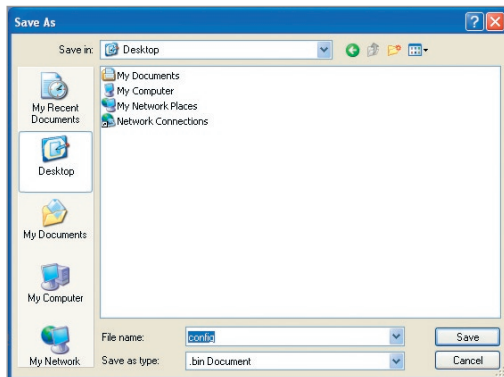 Save As
Save in:
Desktop
My Documents
My Computer
My Network Places
Network Connections
My Recent
Documents
Desktop
My Documents
My Computer
My Network
File name:
config
Save
Save as type:
.bin Document
Cancel